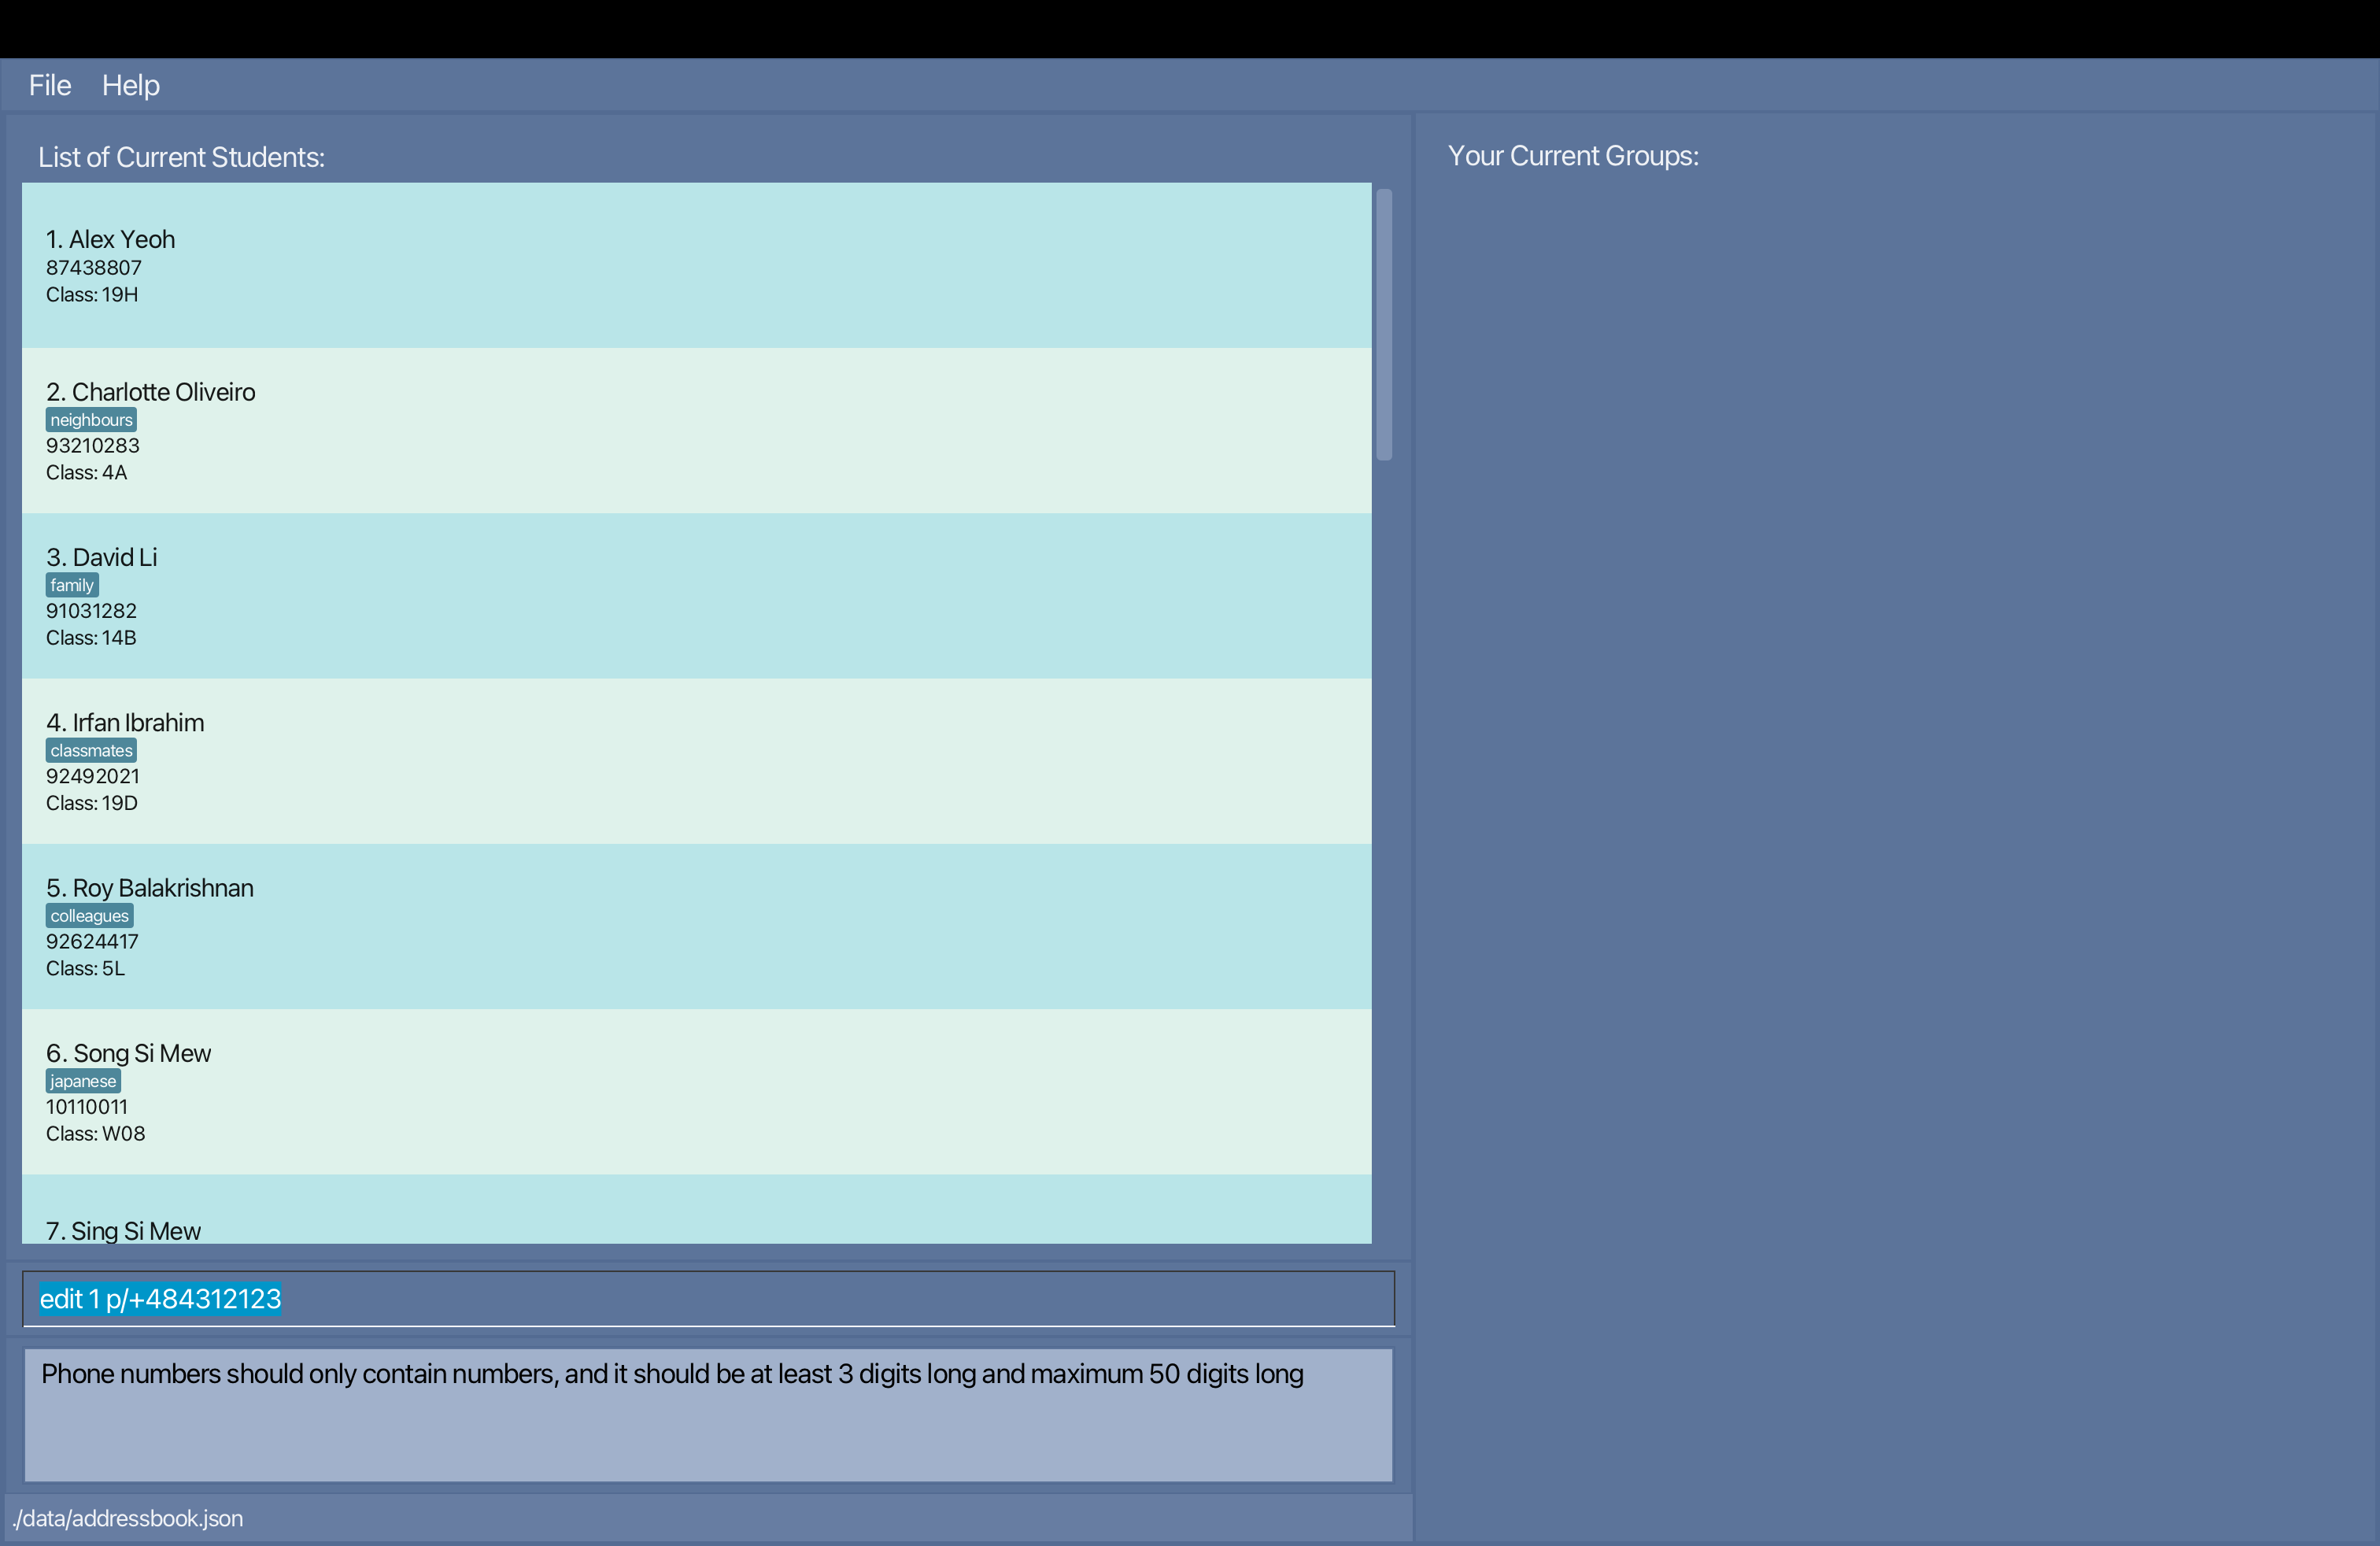 File Help
List of Current Students:
1. Alex Yeoh
87438807
Class: 19H
2. Charlotte Oliveiro
neighbours
93210283
Class: 4A
3. David Li
family
91031282
Class: 14B
4. Irfan Ibrahim
classmates
92492021
Class: 19D
5. Roy Balakrishnan
colleagues
92624417
Class: 5L
6. Song Si Mew
japanese
10110011
Class: W08
7. Sing Si Mew
edit 1 p/+484312123
Phone numbers should only contain numbers, and it should be at least 3 digits long and maximum 50 digits long
./data/addressbook.json
Your Current Groups: